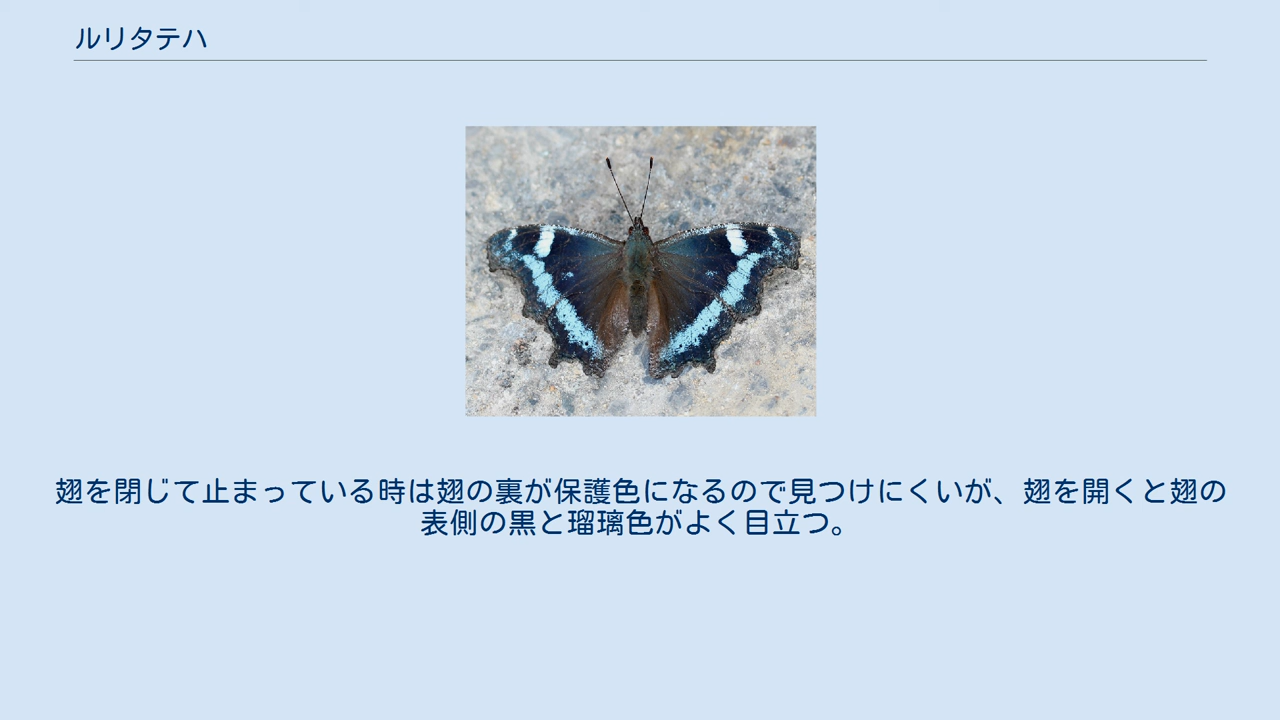 ルリタテハ
翅を閉じて止まっている時は翅の裏が保護色になるので見つけにくいが、翅を開くと翅の
表側の黒と瑠璃色がよく目立つ。